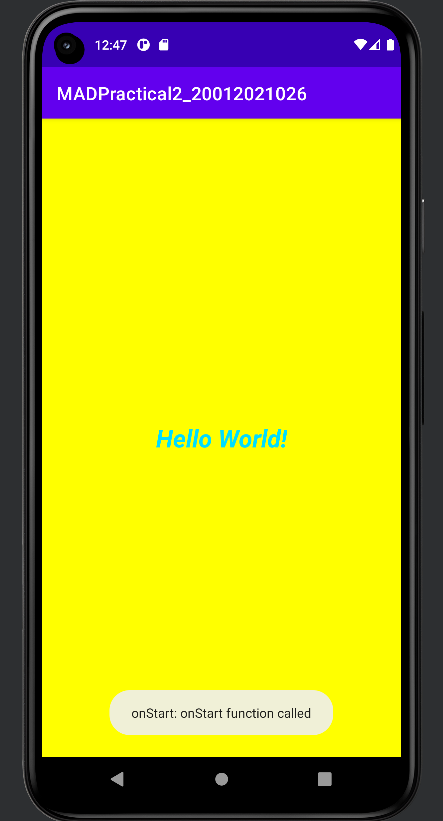 12:47
MADPractical2_20012021026
Hello World!
onStart: onStart function called